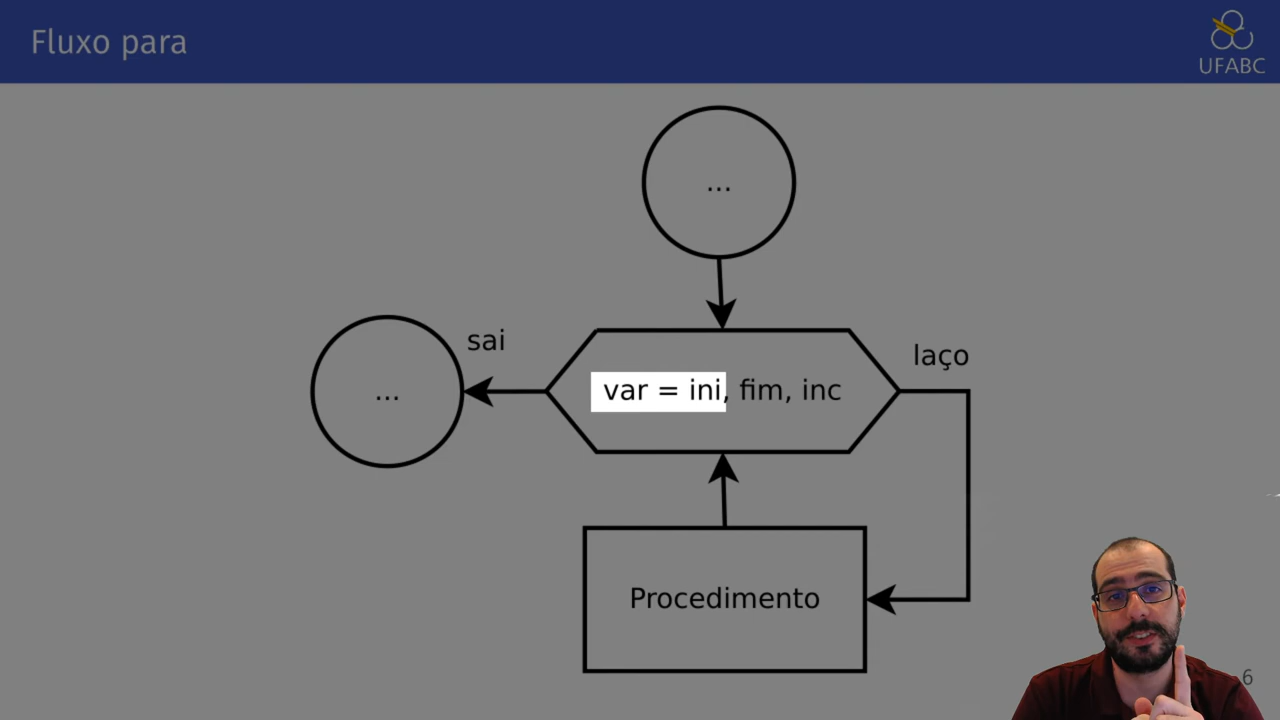 Fluxo para
UFABC
...
sai
laço
...
var = ini, fim, inc
Procedimento
6